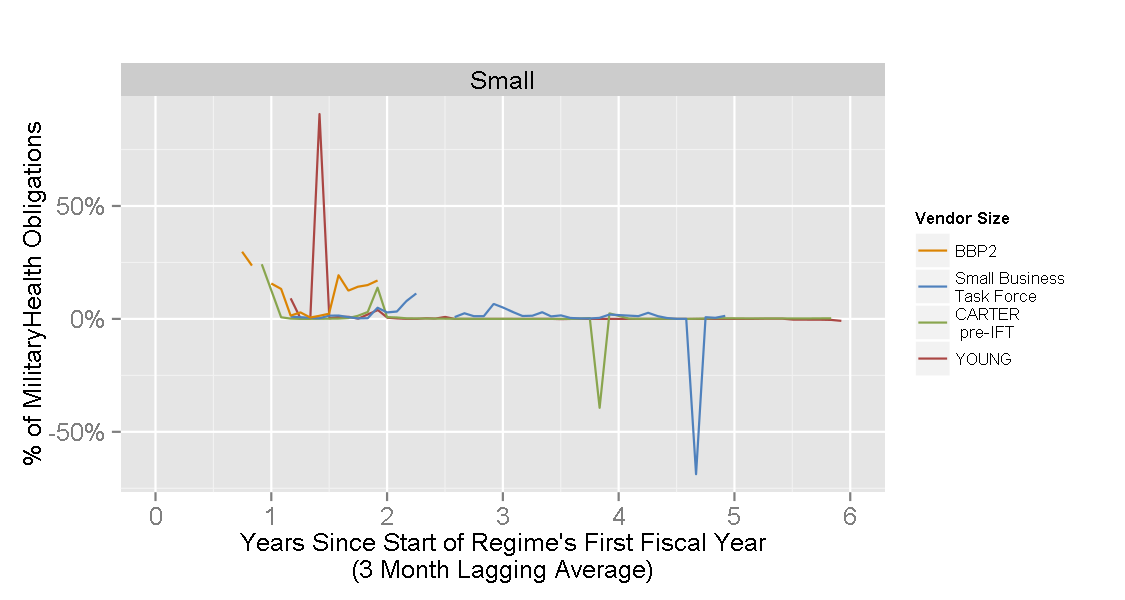 Small
% of MilitaryHealth Obligations
50%
0%
-50%
0 1 2 3 4 5 6
Years Since Start of Regime's First Fiscal Year
(3 Month Lagging Average)
Vendor Size
BBP2
Small Business
Task Force
CARTER
pre-IFT
YOUNG